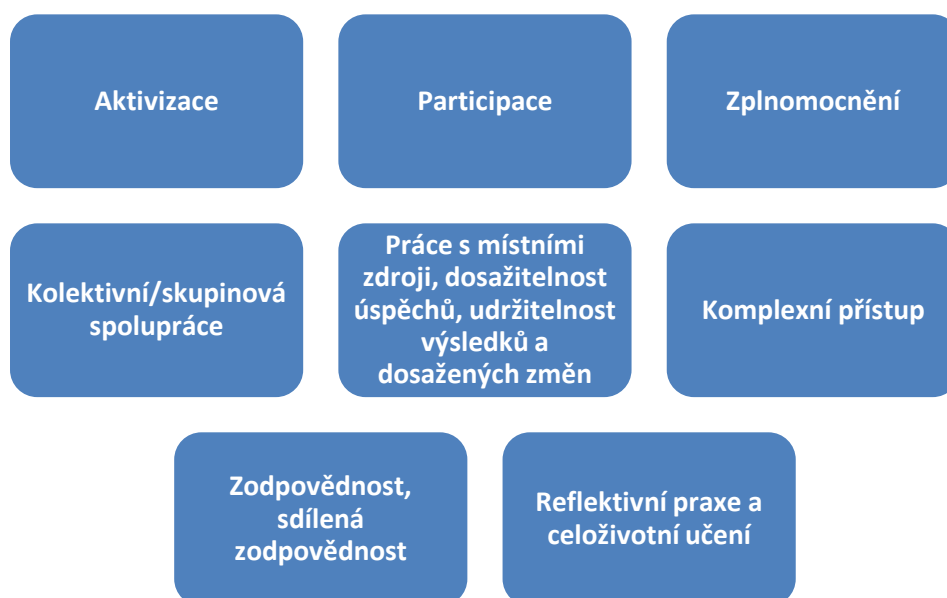 Aktivizace
Participace
Zplnomocnění
Kolektivní/skupinová
spolupráce
Práce s místními
zdroji, dosažitelnost
úspěchů, udržitelnost
výsledků a
dosažených změn
Komplexní přístup
Zodpovědnost,
sdílená
zodpovědnost
Reflektivní praxe a
celoživotní učení